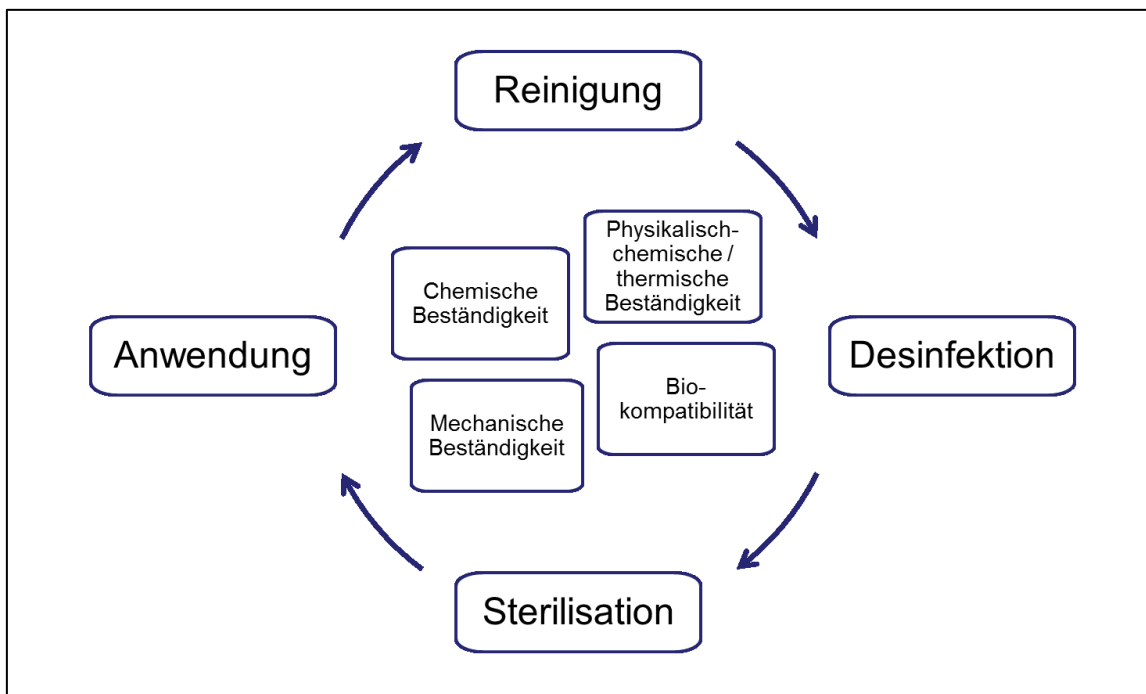 Reinigung
Physikalisch-
chemische /
thermische
Beständigkeit
Chemische
Beständigkeit
Anwendung
Desinfektion
Bio-
kompatibilität
Mechanische
Beständigkeit
Sterilisation